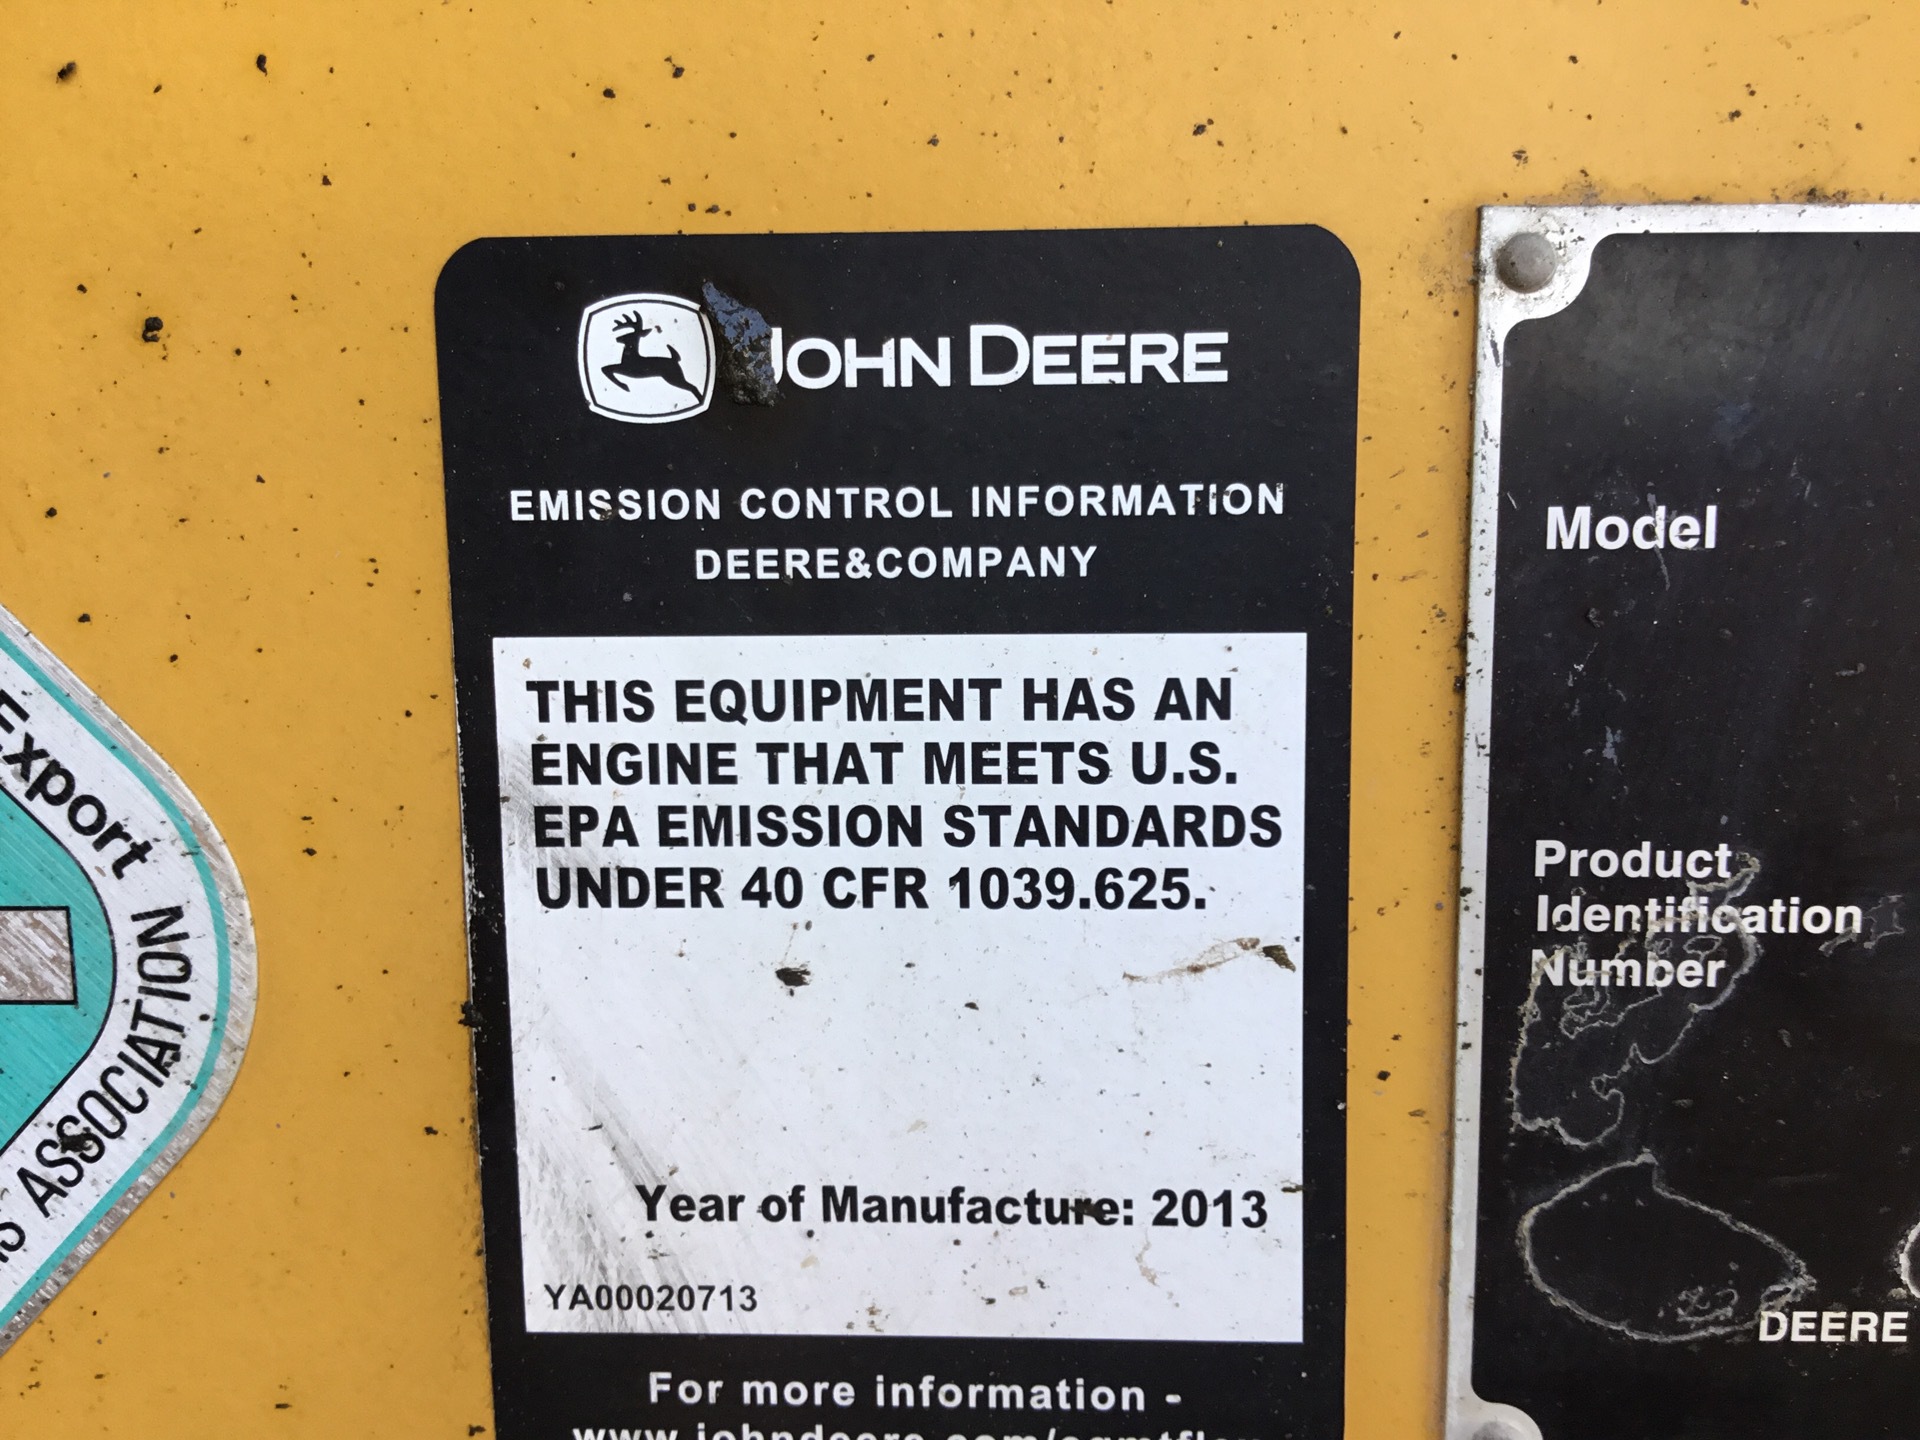 Export
ASSOCIATION
JOHN DEERE
EMISSION CONTROL INFORMATION
DEERE&COMPANY
THIS EQUIPMENT HAS AN
ENGINE THAT MEETS U.S.
EPA EMISSION STANDARDS
UNDER 40 CFR 1039.625.
Year of Manufacture: 2013
YA00020713
For more information -
Model
Product
Identification
Number
DEERE